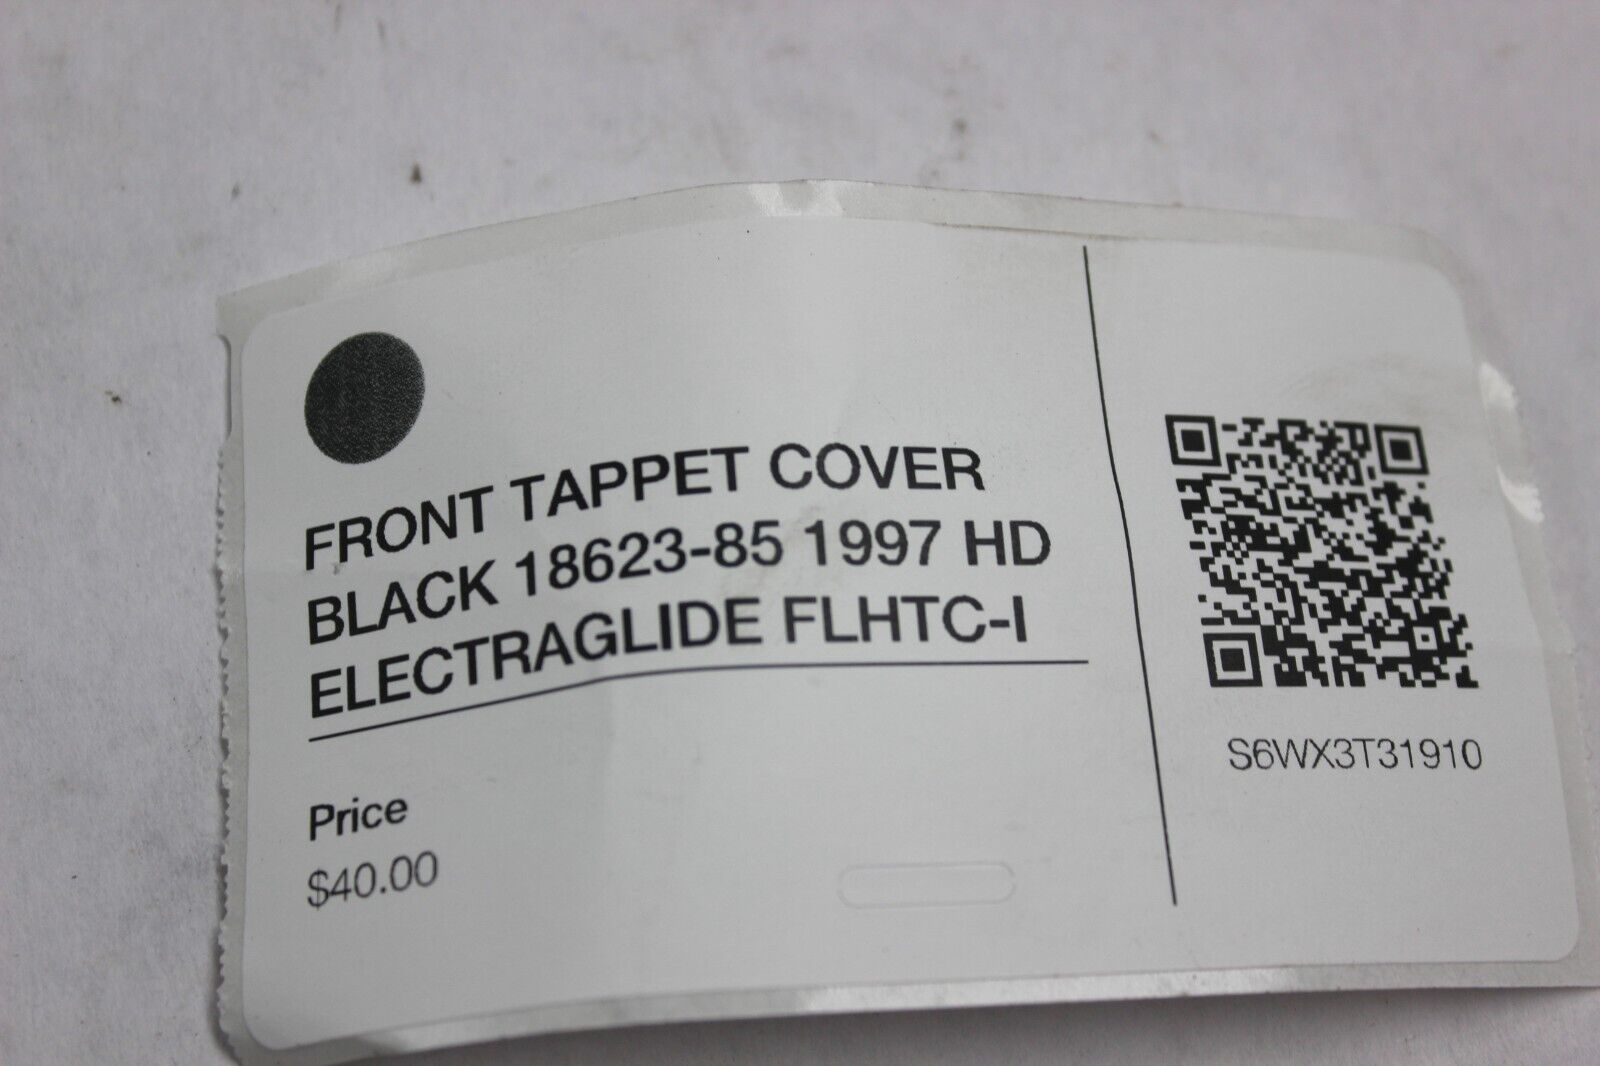 FRONT TAPPET COVER
BLACK 18623-85 1997 HD
ELECTRAGLIDE FLHTC-I
Price
$40.00
S6WX3T31910